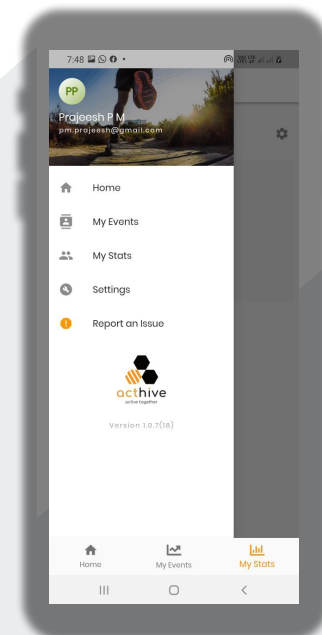 7:48
PP
Prajeesh P M
pm.prajeesh@gmail.com
Home
My Events
My Stats
Settings
Report an Issue
acthive
active together
Version 1.0.7(18)
Home
My Events
My Stats